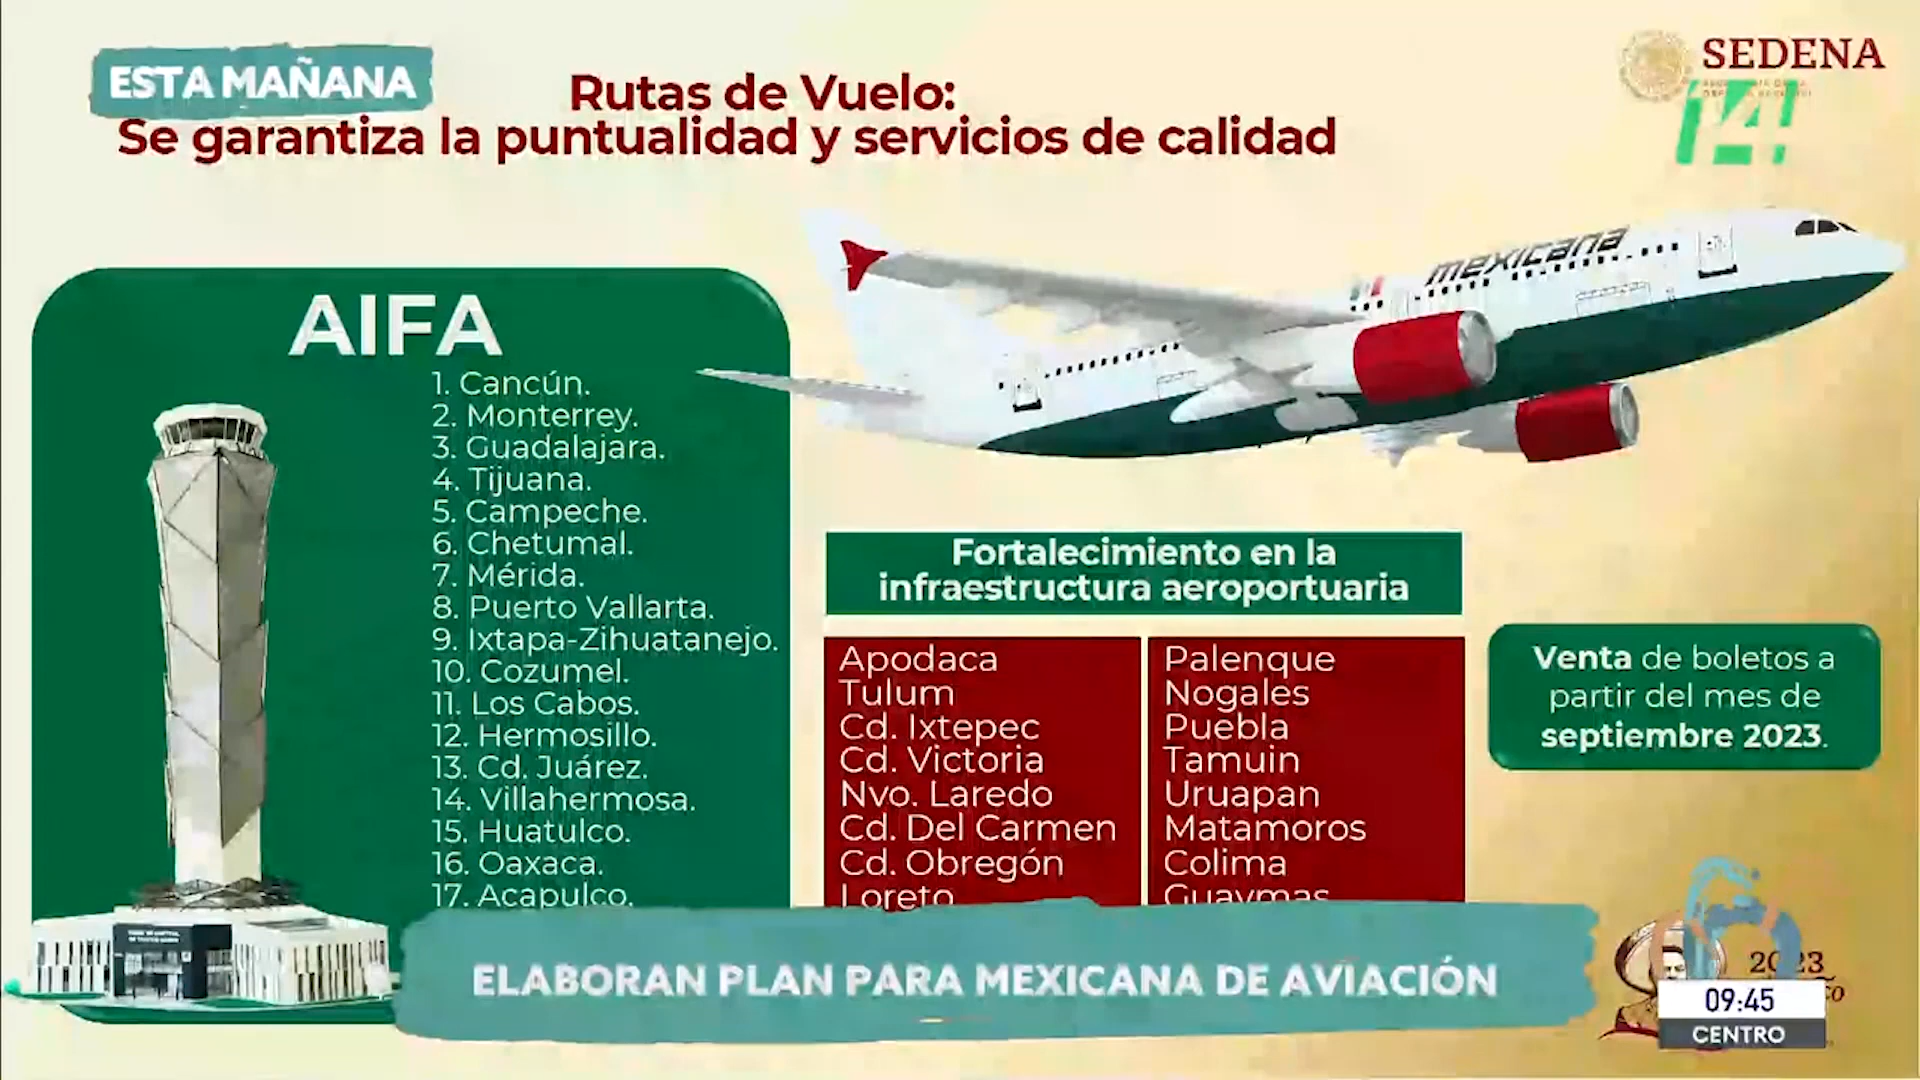 ESTA MAÑANA
Rutas de Vuelo:
Se garantiza la puntualidad y servicios de calidad
SEDENA
14
mexicana
AIFA
1. Cancún.
2. Monterrey.
3. Guadalajara.
4. Tijuana.
5. Campeche.
6. Chetumal.
7. Mérida.
8. Puerto Vallarta.
9. Ixtapa-Zihuatanejo.
10. Cozumel.
11. Los Cabos.
12. Hermosillo.
13. Cd. Juárez.
14. Villahermosa.
15. Huatulco.
16. Oaxaca.
17. Acapulco.
Fortalecimiento en la
infraestructura aeroportuaria
Apodaca
Tulum
Cd. Ixtepec
Cd. Victoria
Nvo. Laredo
Cd. Del Carmen
Cd. Obregón
Loreto
Palenque
Nogales
Puebla
Tamuin
Uruapan
Matamoros
Colima
Guaymas
Venta de boletos a
partir del mes de
septiembre 2023.
ELABORAN PLAN PARA MEXICANA DE AVIACIÓN
2023
09:45
CENTRO